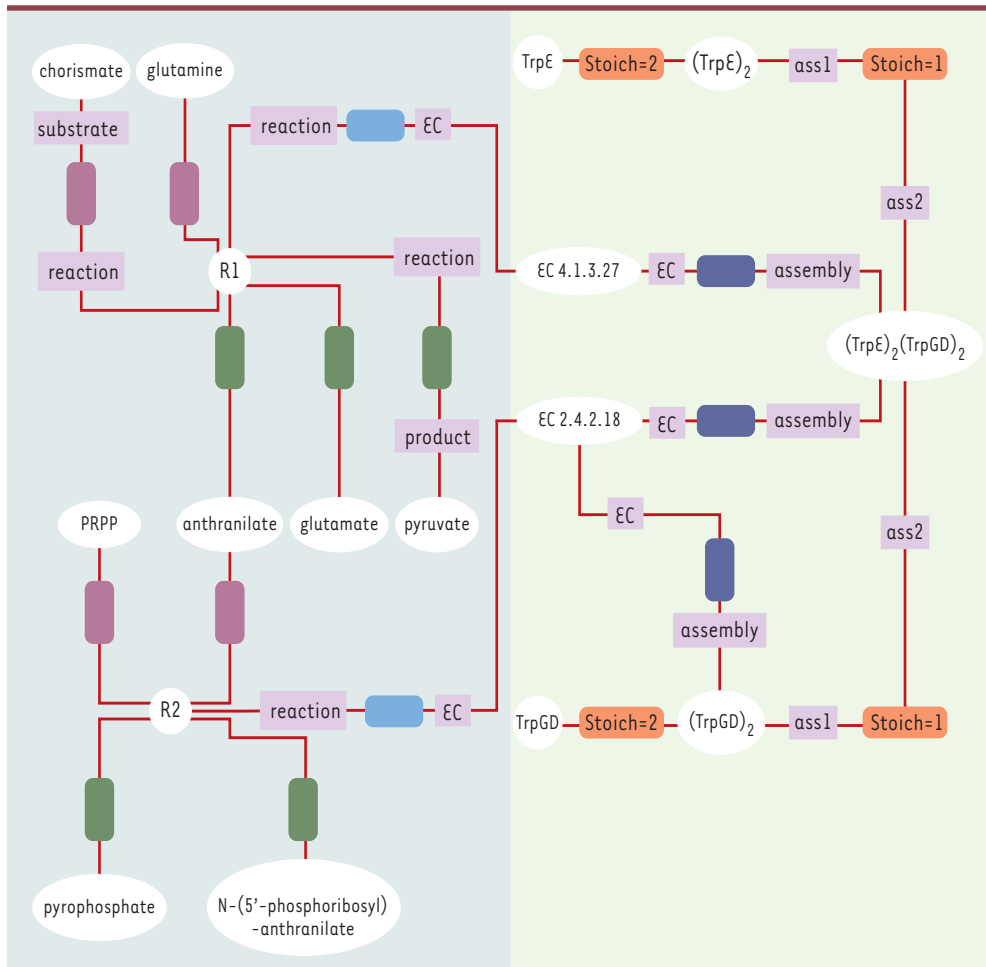 chorismate
glutamine
substrate
reaction
EC
reaction
R1
reaction
product
PRPP
anthranilate
glutamate
pyruvate
R2
reaction
EC
pyrophosphate
N-(5'-phosphoribosyl)
-anthranilate
TrpE
Stoich=2
(TrpE)2
ass1
Stoich=1
ass2
EC 4.1.3.27
EC
assembly
(TrpE)2(TrpGD)2
EC 2.4.2.18
EC
assembly
EC
ass2
assembly
TrpGD
Stoich=2
(TrpGD)2
ass1
Stoich=1